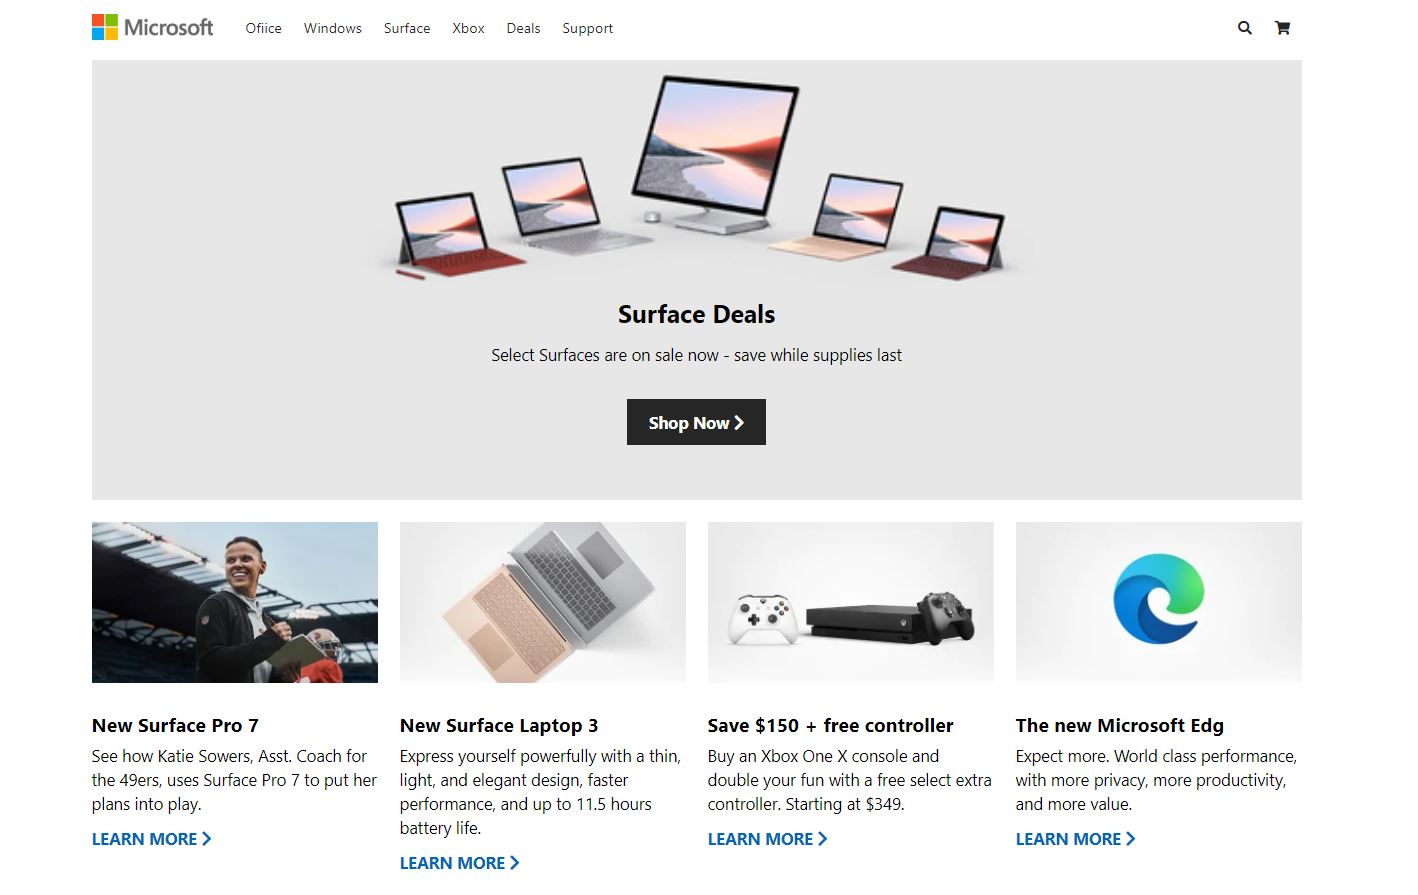 Microsoft
Ofiice Windows Surface Xbox Deals Support
Surface Deals
Select Surfaces are on sale now - save while supplies last
Shop Now
New Surface Pro 7
See how Katie Sowers, Asst. Coach for
the 49ers, uses Surface Pro 7 to put her
plans into play.
LEARN MORE
New Surface Laptop 3
Express yourself powerfully with a thin,
light, and elegant design, faster
performance, and up to 11.5 hours
battery life.
LEARN MORE
Save $150 + free controller
Buy an Xbox One X console and
double your fun with a free select extra
controller. Starting at $349.
LEARN MORE
The new Microsoft Edg
Expect more. World class performance,
with more privacy, more productivity,
and more value.
LEARN MORE